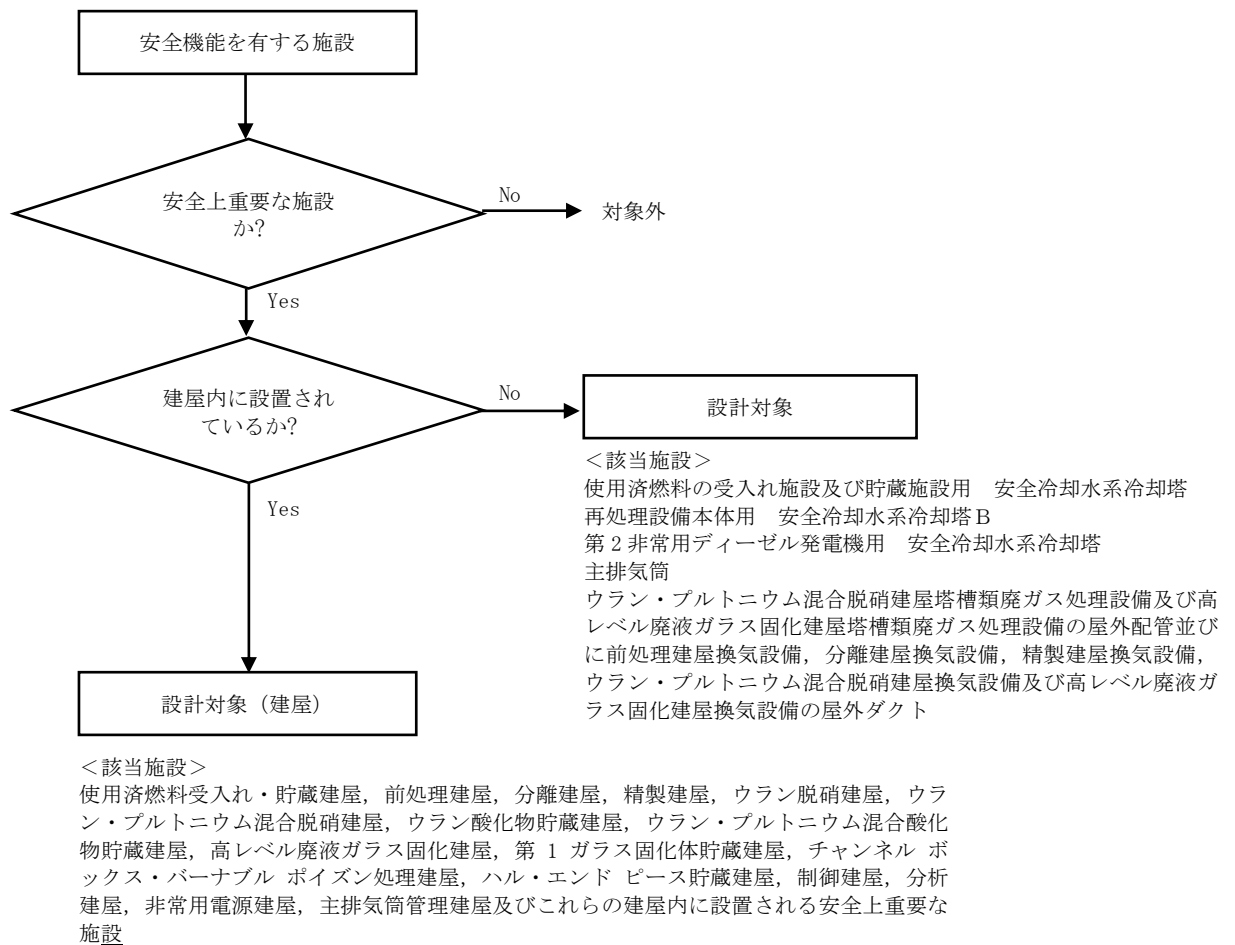 安全機能を有する施設
安全上重要な施設
か?
No
対象外
Yes
建屋内に設置され
ているか?
No
設計対象
<該当施設>
使用済燃料の受入れ施設及び貯蔵施設用　安全冷却水系冷却塔
再処理設備本体用　安全冷却水系冷却塔B
第2非常用ディーゼル発電機用　安全冷却水系冷却塔
主排気筒
ウラン・プルトニウム混合脱硝建屋塔槽類廃ガス処理設備及び高
レベル廃液ガラス固化建屋塔槽類廃ガス処理設備の屋外配管並び
に前処理建屋換気設備，分離建屋換気設備，精製建屋換気設備，
ウラン・プルトニウム混合脱硝建屋換気設備及び高レベル廃液ガ
ラス固化建屋換気設備の屋外ダクト
Yes
設計対象（建屋）
<該当施設>
使用済燃料受入れ・貯蔵建屋，前処理建屋，分離建屋，精製建屋，ウラン脱硝建屋，ウラ
ン・プルトニウム混合脱硝建屋，ウラン酸化物貯蔵建屋，ウラン・プルトニウム混合酸化
物貯蔵建屋，高レベル廃液ガラス固化建屋，第 1 ガラス固化体貯蔵建屋，チャンネル ボ
ックス・バーナブル ポイズン処理建屋，ハル・エンド ピース貯蔵建屋，制御建屋，分析
建屋，非常用電源建屋，主排気筒管理建屋及びこれらの建屋内に設置される安全上重要な
施設